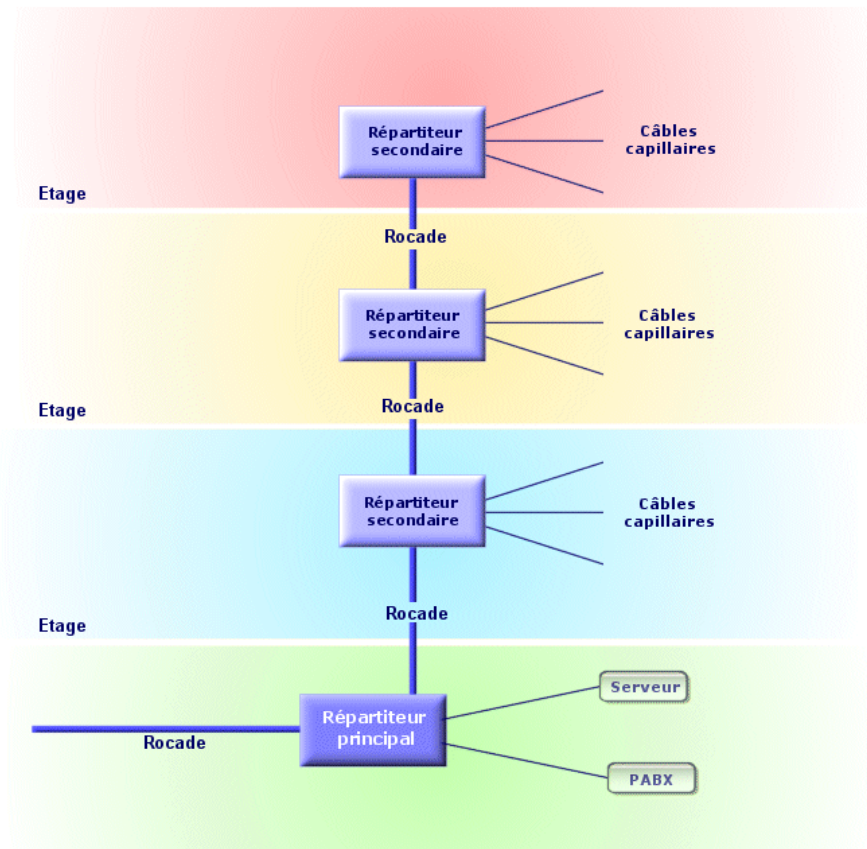 Répartiteur
secondaire
Câbles
capillaires
Etage
Rocade
Répartiteur
secondaire
Câbles
capillaires
Etage
Rocade
Répartiteur
secondaire
Câbles
capillaires
Etage
Rocade
Répartiteur
principal
Serveur
Rocade
PABX